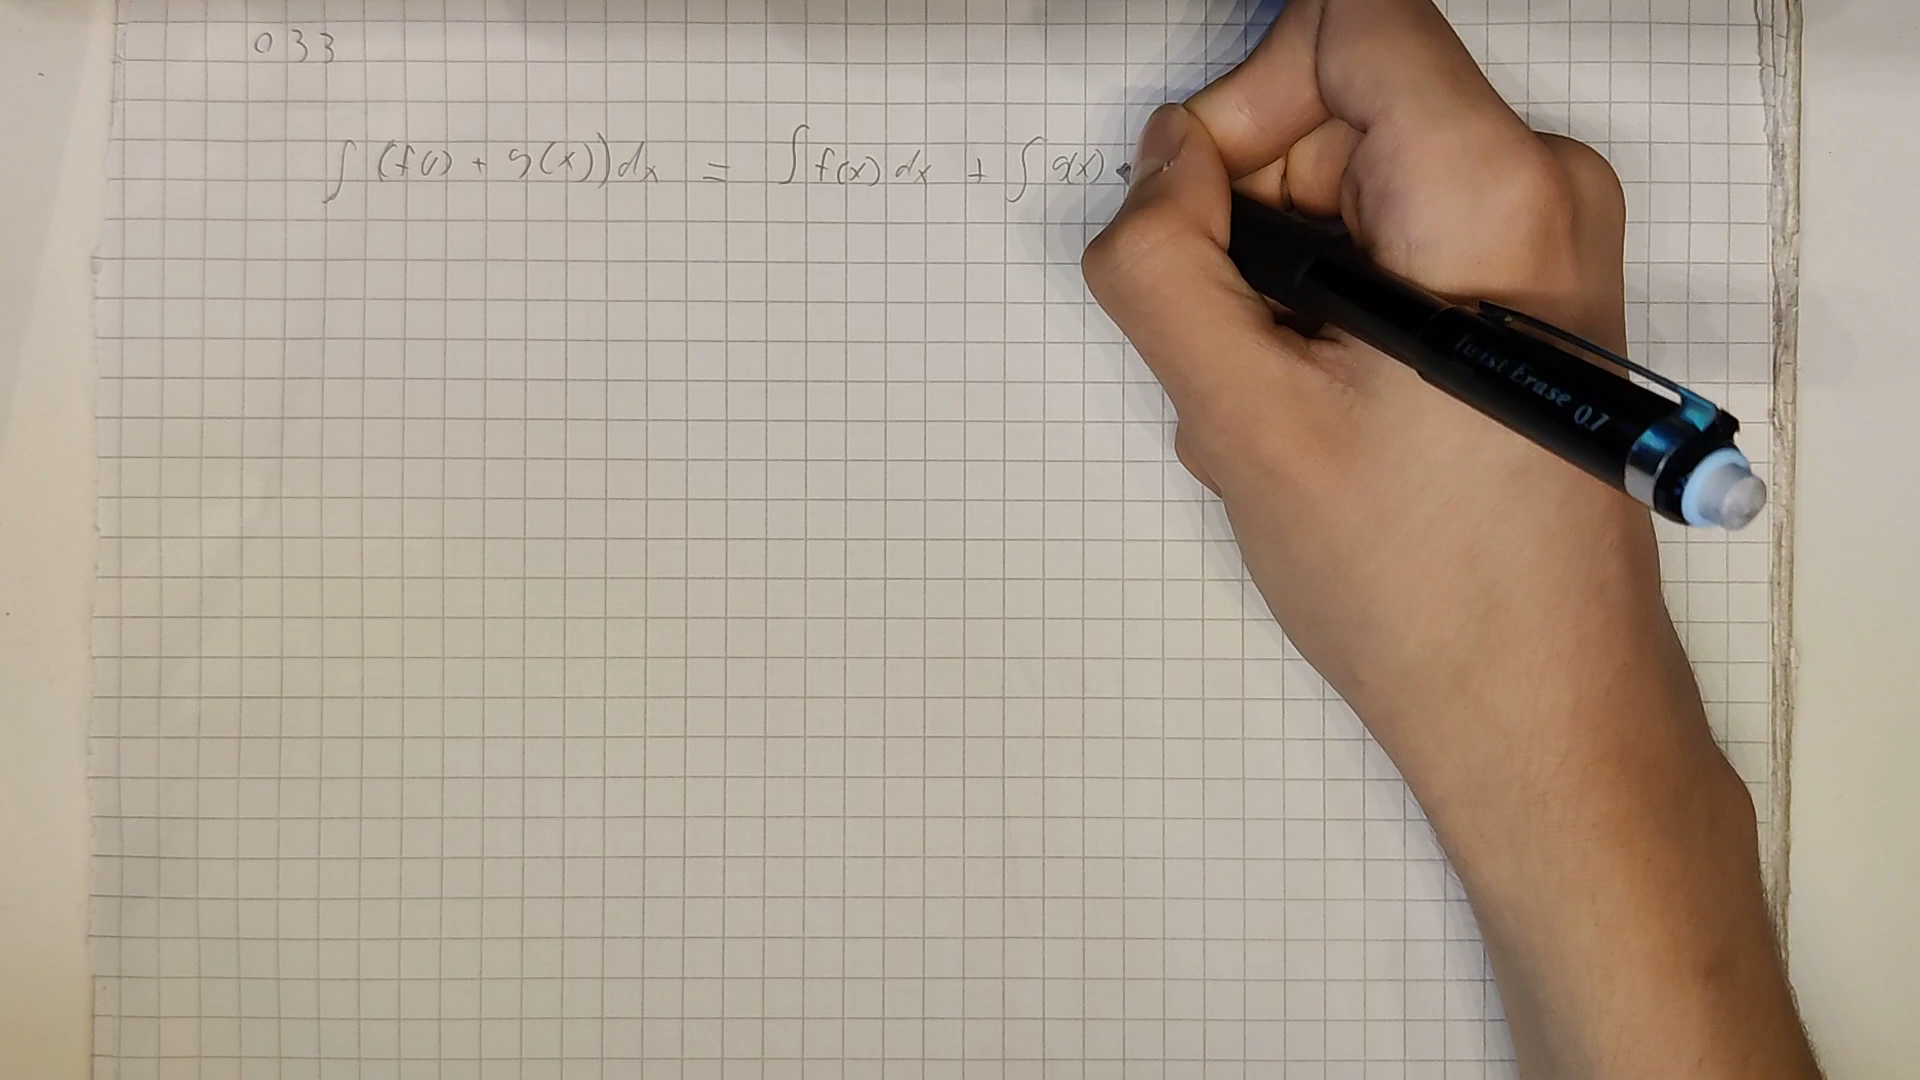 033
∫ (f() + g(x)) dx = ∫ f(x) dx + ∫ g(x)
Twist Erase 0.7